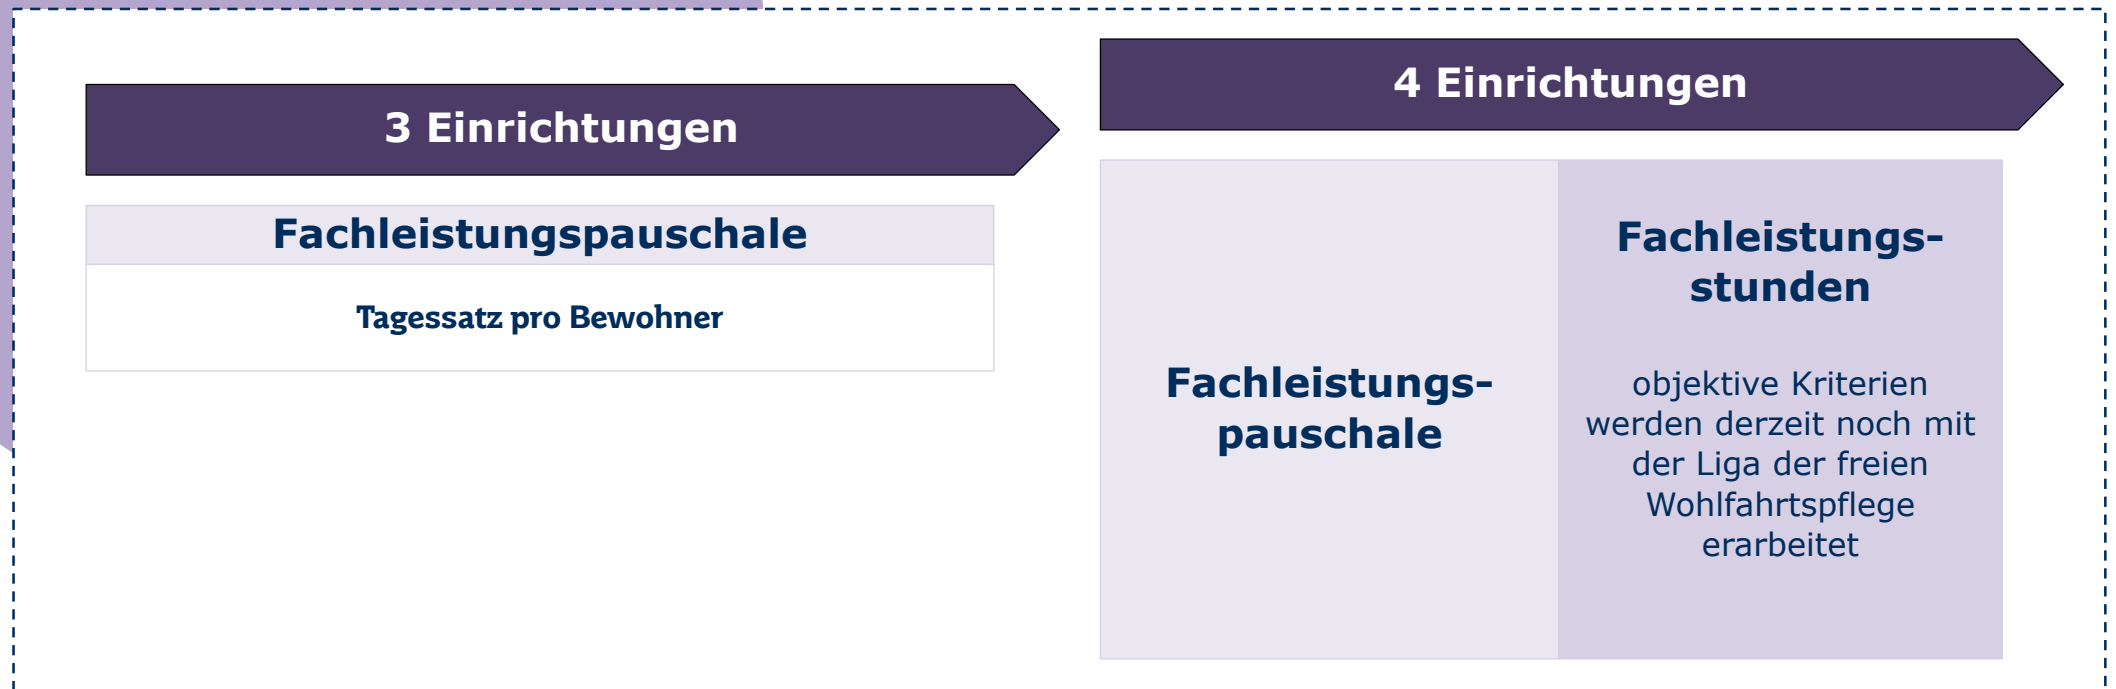 3 Einrichtungen
Fachleistungspauschale
Tagessatz pro Bewohner
4 Einrichtungen
Fachleistungs-
pauschale
Fachleistungs-
stunden
objektive Kriterien
werden derzeit noch mit
der Liga der freien
Wohlfahrtspflege
erarbeitet